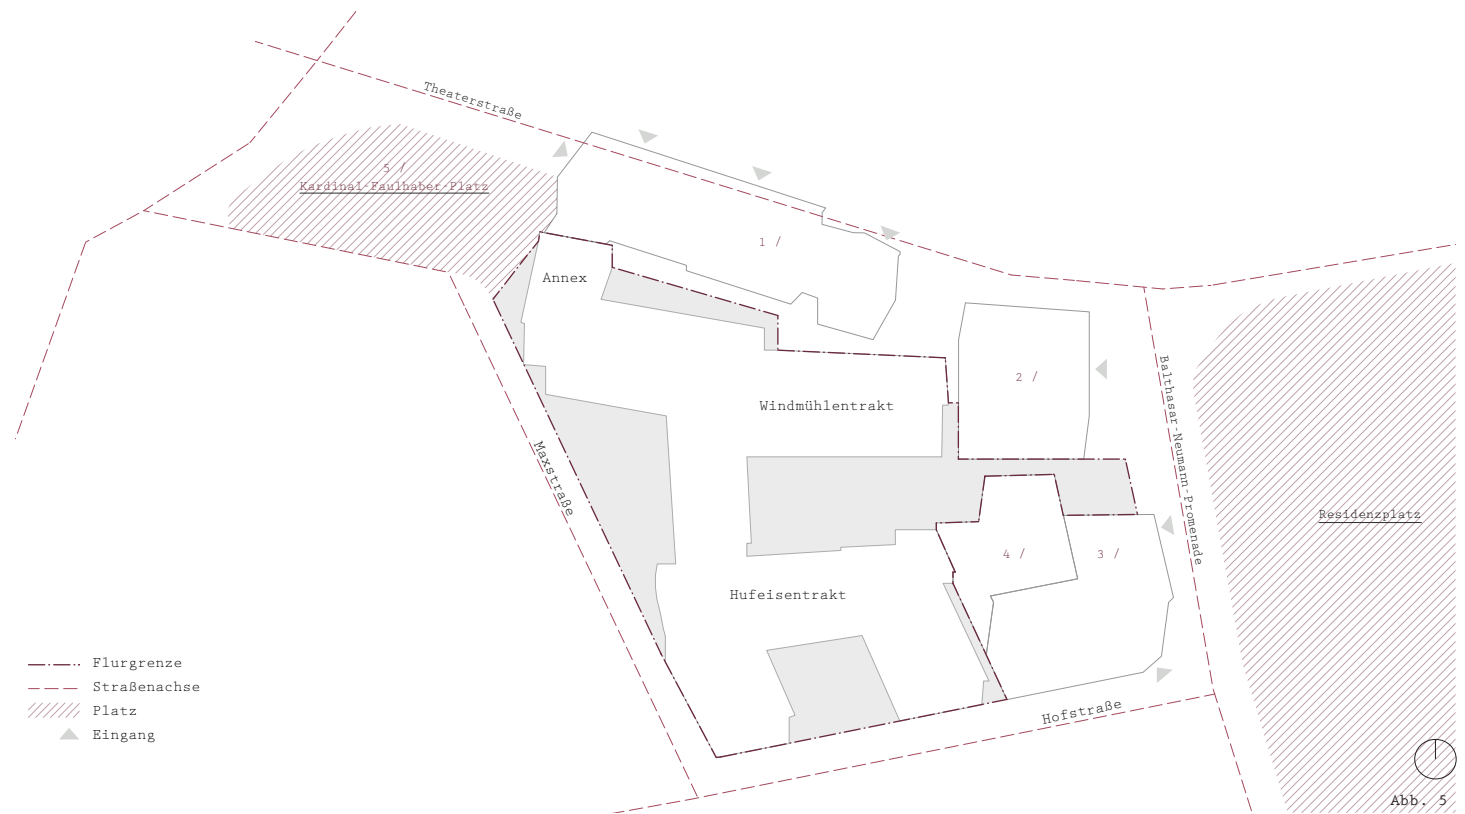 Theaterstraße
5 /
Kardinal-Faulhaber-Platz
1 /
Annex
2 /
Windmühlentrakt
Balthasar-Neumann-Promenade
Maxstraße
Residenzplatz
4 /
3 /
Hufeisentrakt
Flurgrenze
Straßenachse
Platz
Eingang
Hofstraße
Abb. 5